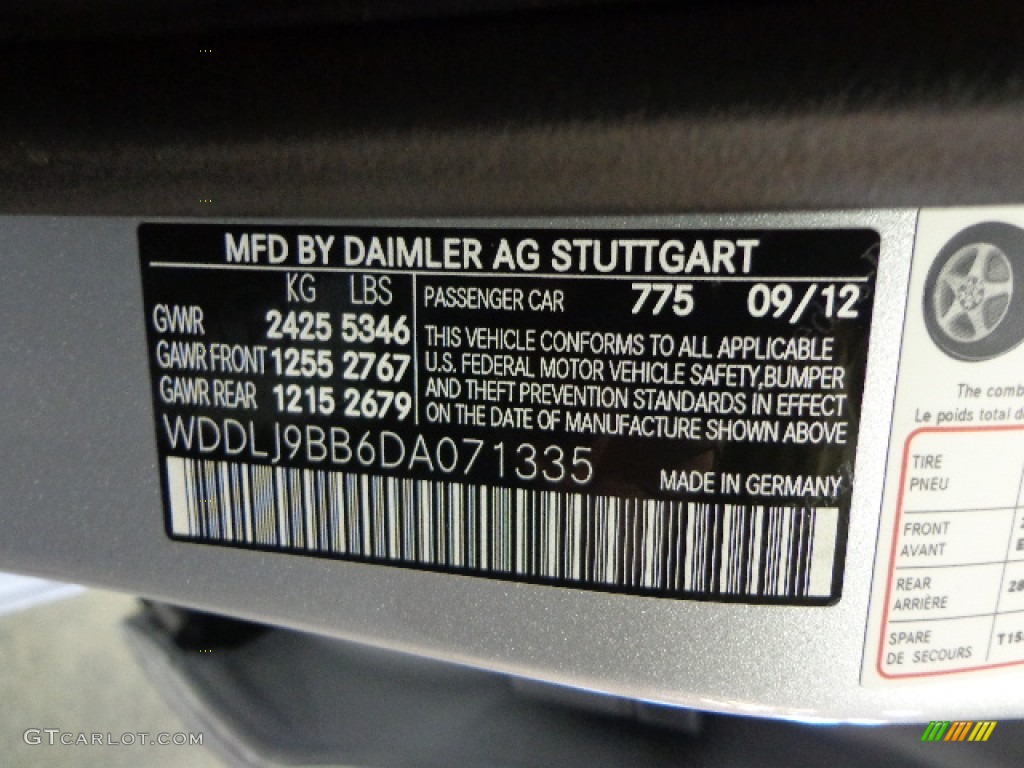 MFD BY DAIMLER AG STUTTGART
KG LBS
GVWR 2425 5346
GAWR FRONT 1255 2767
GAWR REAR 1215 2679
PASSENGER CAR 775 09/12
THIS VEHICLE CONFORMS TO ALL APPLICABLE
U.S. FEDERAL MOTOR VEHICLE SAFETY,BUMPER
AND THEFT PREVENTION STANDARDS IN EFFECT
ON THE DATE OF MANUFACTURE SHOWN ABOVE
WDDLJ9BB6DA071335
MADE IN GERMANY
The comb
Le poids total d
TIRE
PNEU
FRONT
AVANT
REAR 28
ARRIÈRE
SPARE T15
DE SECOURS
GTCARLOT.COM